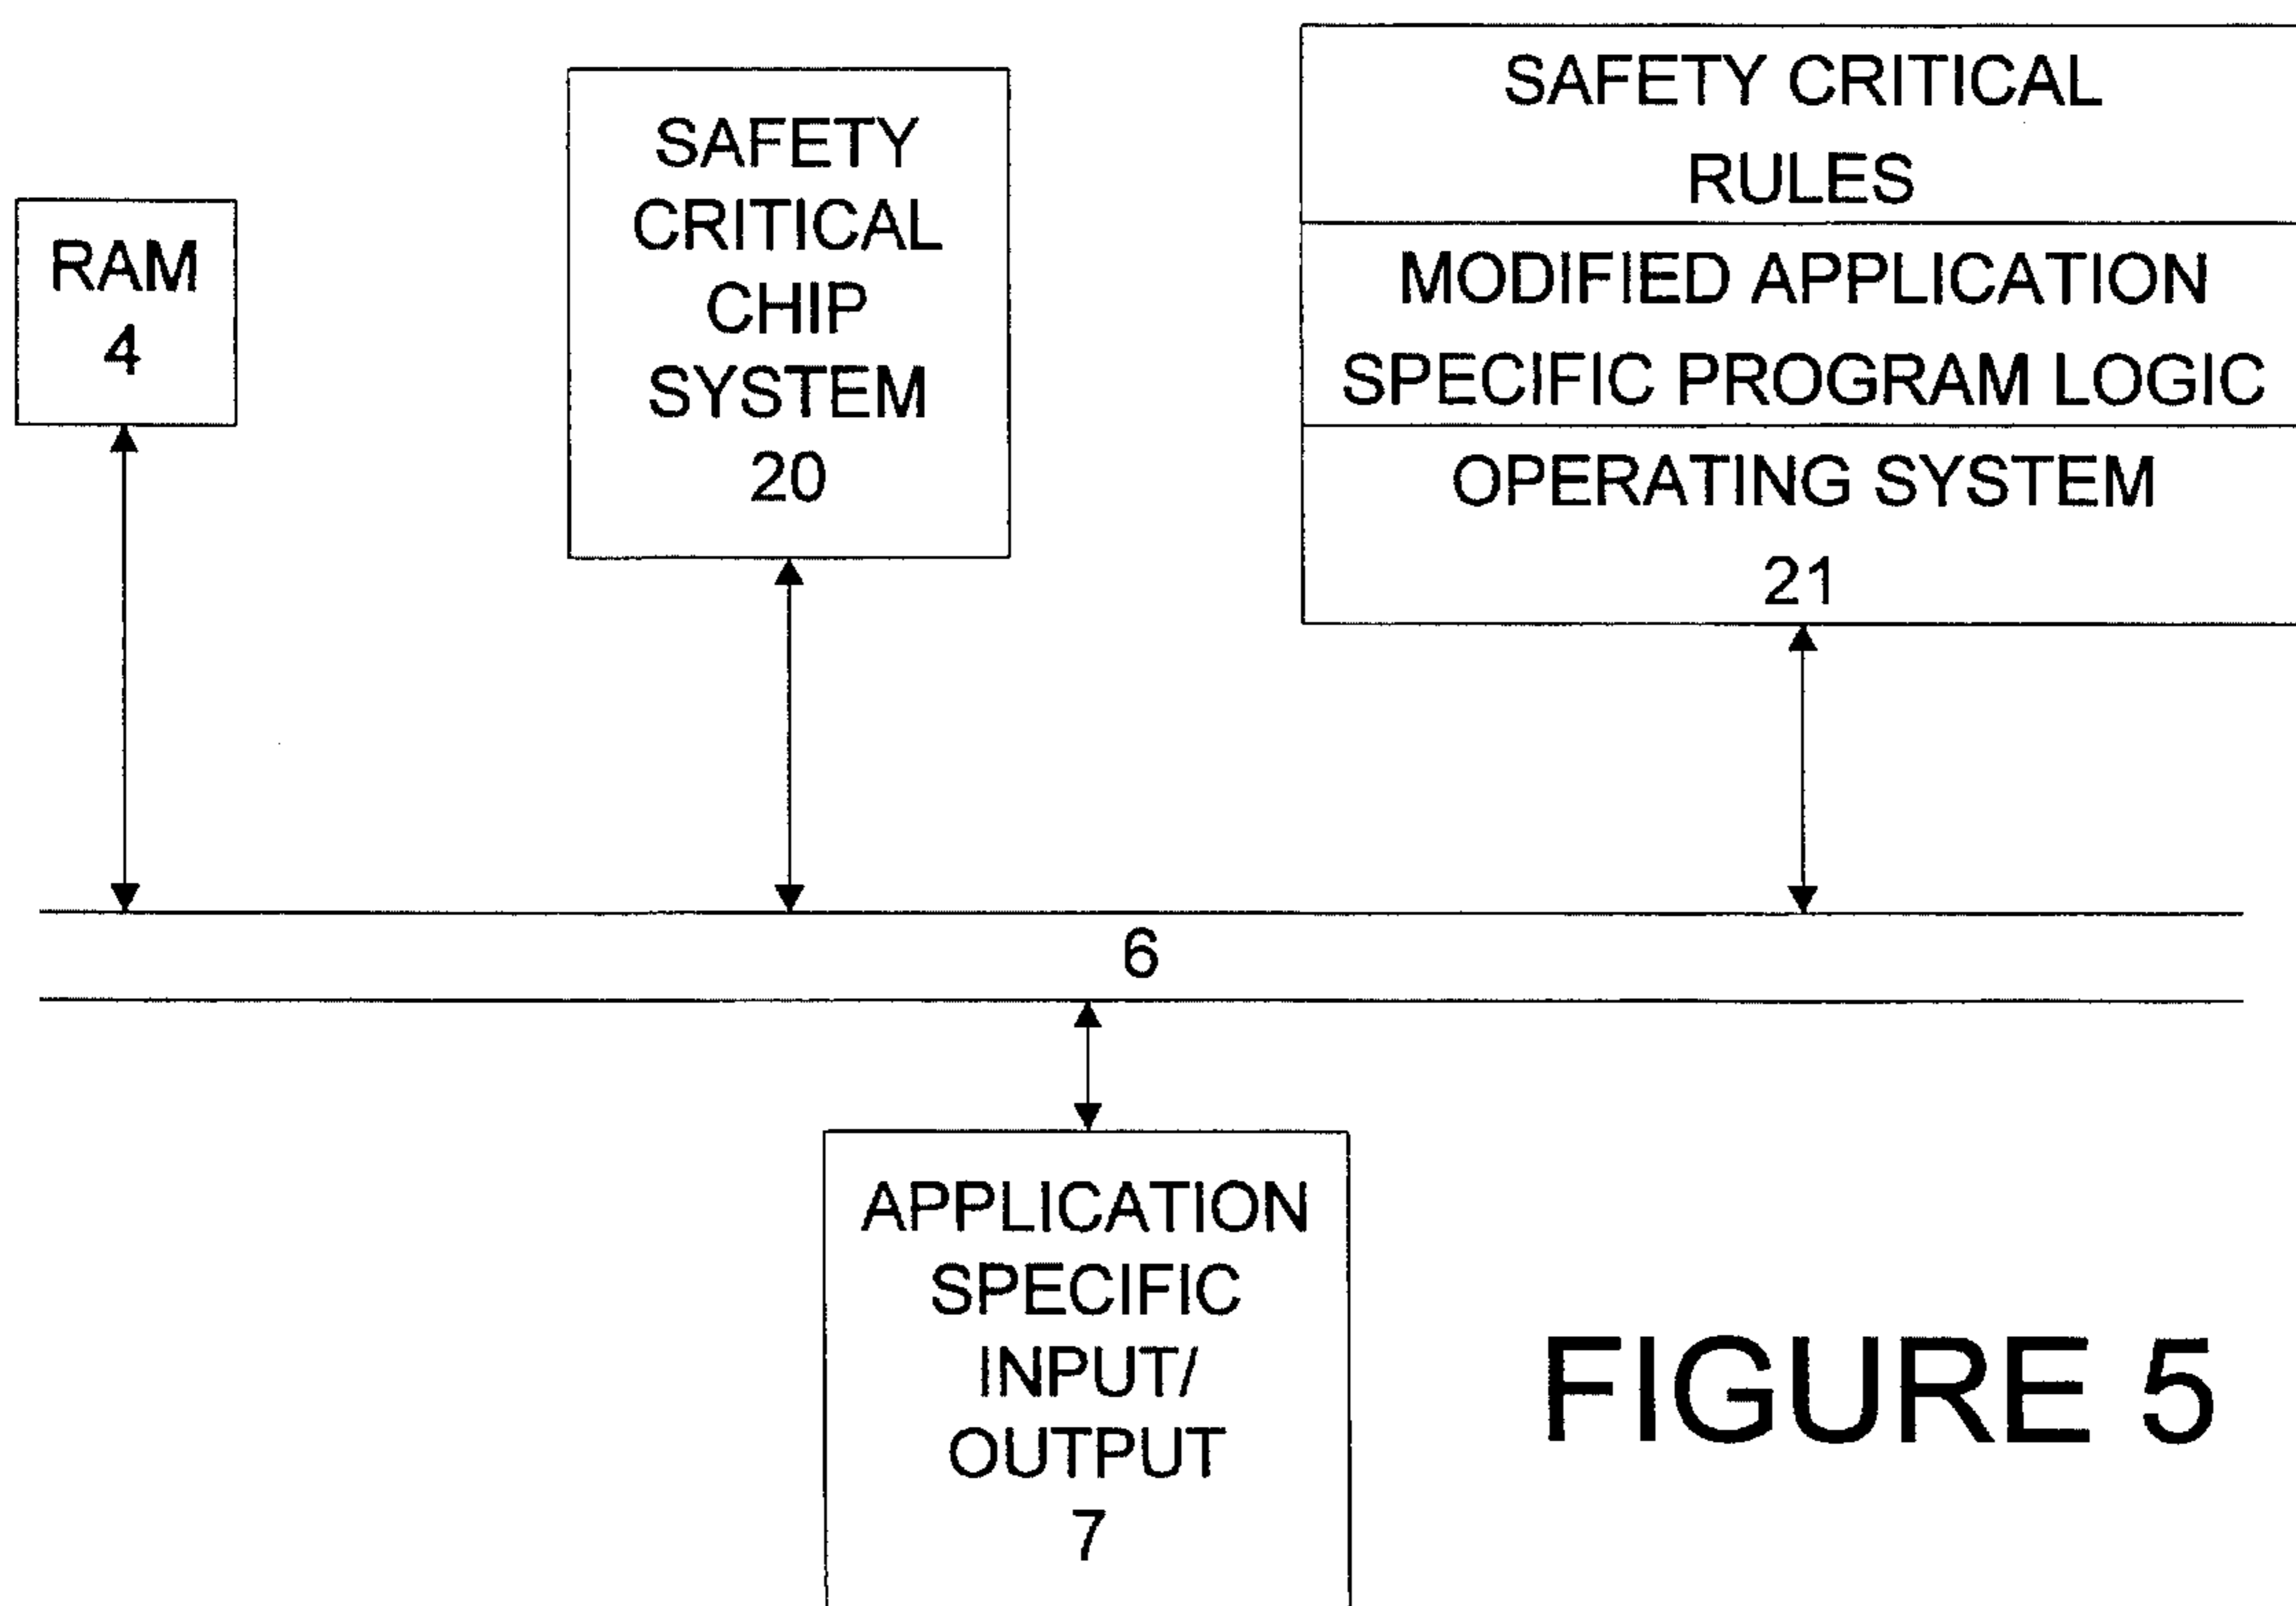 RAM
4
SAFETY
CRITICAL
CHIP
SYSTEM
20
SAFETY CRITICAL
RULES
MODIFIED APPLICATION
SPECIFIC PROGRAM LOGIC
OPERATING SYSTEM
21
6
APPLICATION
SPECIFIC
INPUT/
OUTPUT
7
FIGURE 5